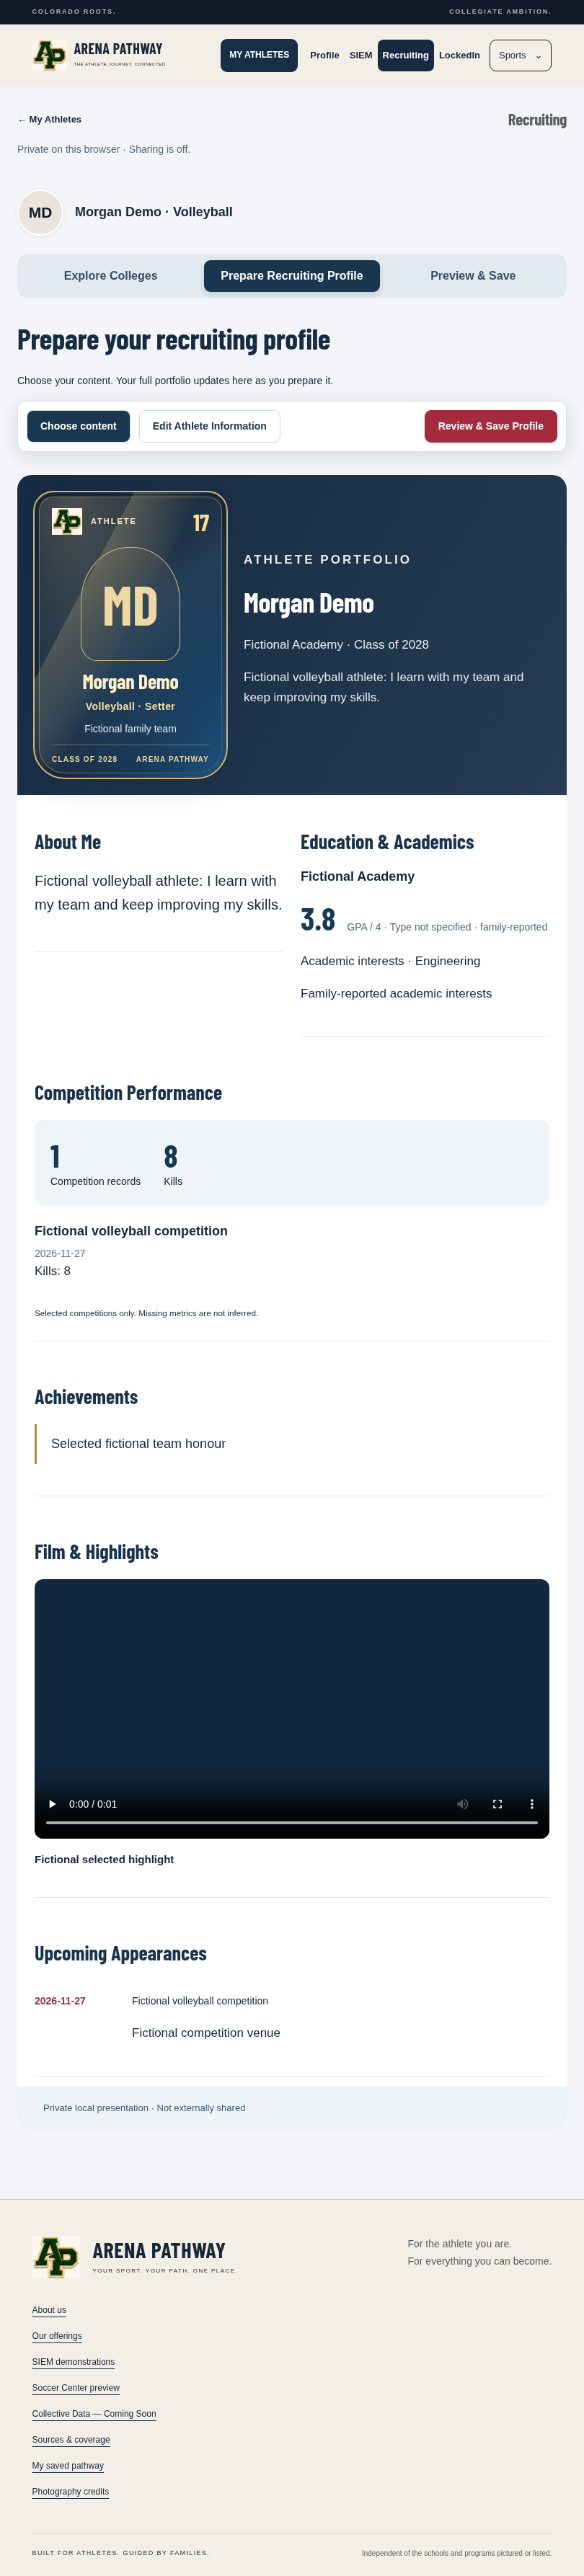 COLORADO ROOTS.
COLLEGIATE AMBITION.
AP
ARENA PATHWAY
THE ATHLETE JOURNEY, CONNECTED.
MY ATHLETES
Profile
SIEM
Recruiting
LockedIn
Sports
← My Athletes
Recruiting
Private on this browser · Sharing is off.
MD
Morgan Demo · Volleyball
Explore Colleges
Prepare Recruiting Profile
Preview & Save
Prepare your recruiting profile
Choose your content. Your full portfolio updates here as you prepare it.
Choose content
Edit Athlete Information
Review & Save Profile
AP
ATHLETE
17
MD
Morgan Demo
Volleyball · Setter
Fictional family team
CLASS OF 2028
ARENA PATHWAY
ATHLETE PORTFOLIO
Morgan Demo
Fictional Academy · Class of 2028
Fictional volleyball athlete: I learn with my team and
keep improving my skills.
About Me
Fictional volleyball athlete: I learn with
my team and keep improving my skills.
Education & Academics
Fictional Academy
3.8 GPA / 4 · Type not specified · family-reported
Academic interests · Engineering
Family-reported academic interests
Competition Performance
1
Competition records
8
Kills
Fictional volleyball competition
2026-11-27
Kills: 8
Selected competitions only. Missing metrics are not inferred.
Achievements
Selected fictional team honour
Film & Highlights
0:00 / 0:01
Fictional selected highlight
Upcoming Appearances
2026-11-27
Fictional volleyball competition
Fictional competition venue
Private local presentation · Not externally shared
AP
ARENA PATHWAY
YOUR SPORT. YOUR PATH. ONE PLACE.
For the athlete you are.
For everything you can become.
About us
Our offerings
SIEM demonstrations
Soccer Center preview
Collective Data — Coming Soon
Sources & coverage
My saved pathway
Photography credits
BUILT FOR ATHLETES. GUIDED BY FAMILIES.
Independent of the schools and programs pictured or listed.